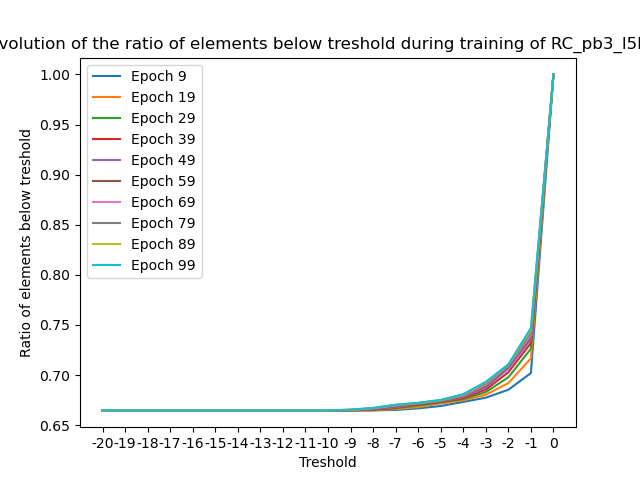 volution of the ratio of elements below treshold during training of RC_pb3_l5
1.00
0.95
0.90
0.85
0.80
0.75
0.70
0.65
Ratio of elements below treshold
Epoch 9
Epoch 19
Epoch 29
Epoch 39
Epoch 49
Epoch 59
Epoch 69
Epoch 79
Epoch 89
Epoch 99
-20 -19 -18 -17 -16 -15 -14 -13 -12 -11 -10 -9 -8 -7 -6 -5 -4 -3 -2 -1 0
Treshold